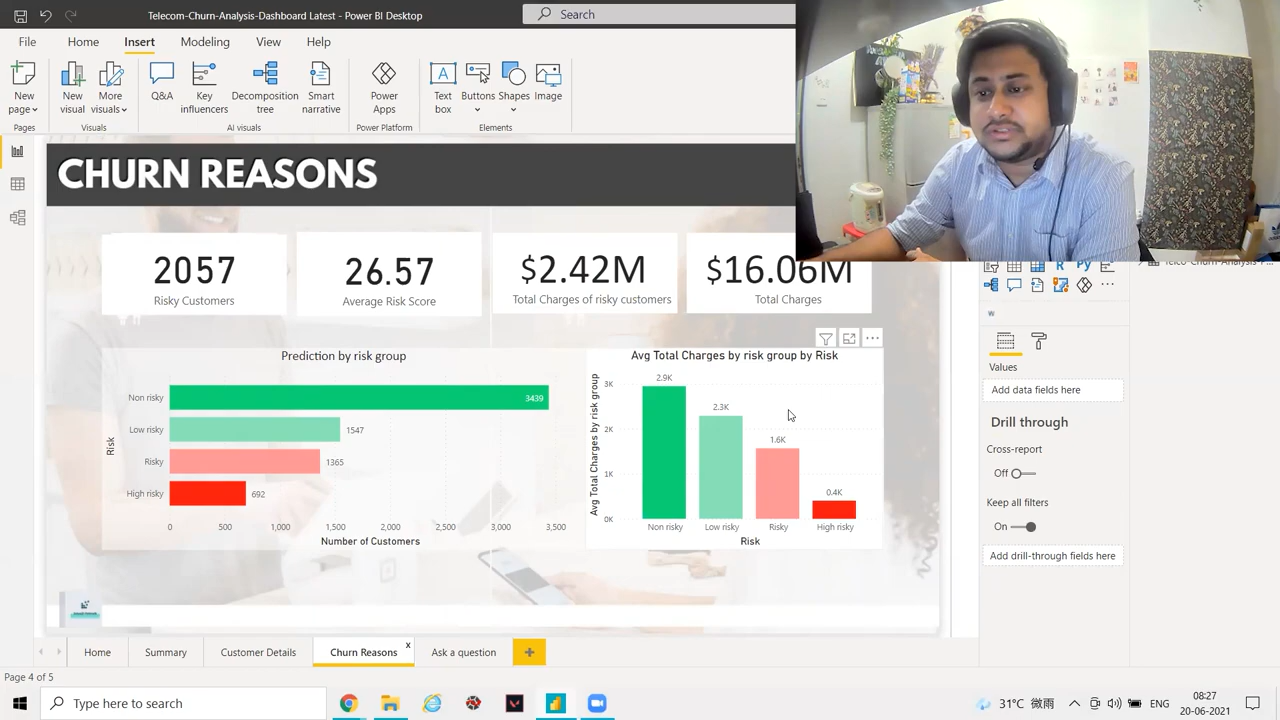 Telecom-Churn-Analysis-Dashboard Latest - Power BI Desktop
Search
File
Home
Insert
Modeling
View
Help
New page
New visual
More visuals
Q&A
Key influencers
Decomposition tree
Smart narrative
Power Apps
Text box
Buttons
Shapes
Image
Pages
Visuals
AI visuals
Power Platform
Elements
CHURN REASONS
2057
Risky Customers
26.57
Average Risk Score
$2.42M
Total Charges of risky customers
$16.06M
Total Charges
Prediction by risk group
Risk
Non risky
3439
Low risky
1547
Risky
1365
High risky
692
0
500
1,000
1,500
2,000
2,500
3,000
3,500
Number of Customers
Avg Total Charges by risk group by Risk
Avg Total Charges by risk group
3K
2K
1K
0K
2.9K
2.3K
1.6K
0.4K
Non risky
Low risky
Risky
High risky
Risk
R
Py
Values
Add data fields here
Drill through
Cross-report
Off
Keep all filters
On
Add drill-through fields here
Home
Summary
Customer Details
Churn Reasons
x
Ask a question
+
Page 4 of 5
Type here to search
31°C 微雨
ENG
08:27
20-06-2021